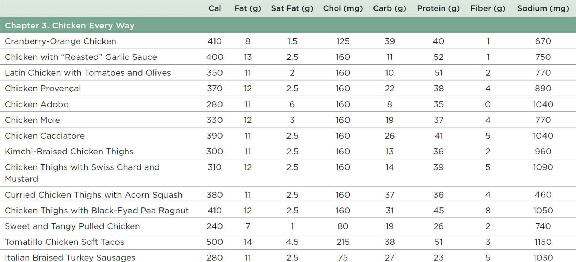 Cal Fat (g) Sat Fat (g) Chol (mg) Carb (g) Protein (g) Fiber (g) Sodium (mg)
Chapter 3. Chicken Every Way
Cranberry-Orange Chicken 410 8 1.5 125 39 40 1 670
Chicken with “Roasted” Garlic Sauce 400 13 2.5 160 11 52 1 750
Latin Chicken with Tomatoes and Olives 350 11 2 160 10 51 2 770
Chicken Provençal 370 12 2.5 160 22 38 4 890
Chicken Adobo 280 11 6 160 8 35 0 1040
Chicken Mole 330 12 3 160 19 37 4 770
Chicken Cacciatore 390 11 2.5 160 26 41 5 1040
Kimchi-Braised Chicken Thighs 300 11 2.5 160 13 36 2 960
Chicken Thighs with Swiss Chard and 310 12 2.5 160 14 39 5 1090
Mustard
Curried Chicken Thighs with Acorn Squash 380 11 2.5 160 37 36 4 460
Chicken Thighs with Black-Eyed Pea Ragout 410 12 2.5 160 31 45 8 1050
Sweet and Tangy Pulled Chicken 240 7 1 80 19 26 2 740
Tomatillo Chicken Soft Tacos 500 14 4.5 215 38 51 3 1150
Italian Braised Turkey Sausages 280 11 2.5 75 27 23 5 1030